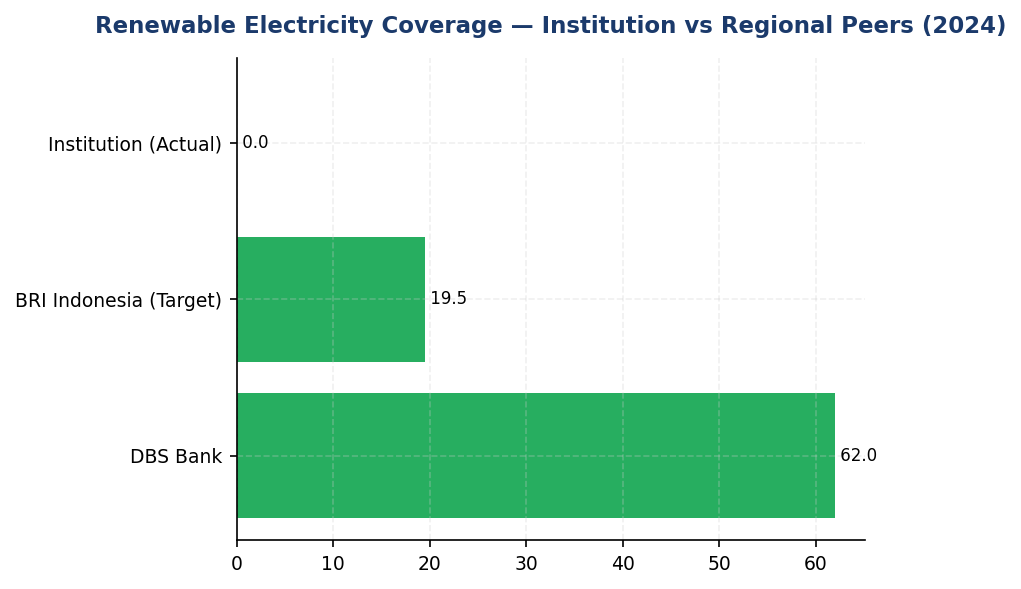 Renewable Electricity Coverage — Institution vs Regional Peers (2024)
Institution (Actual)
0.0
BRI Indonesia (Target)
19.5
DBS Bank
62.0
0 10 20 30 40 50 60